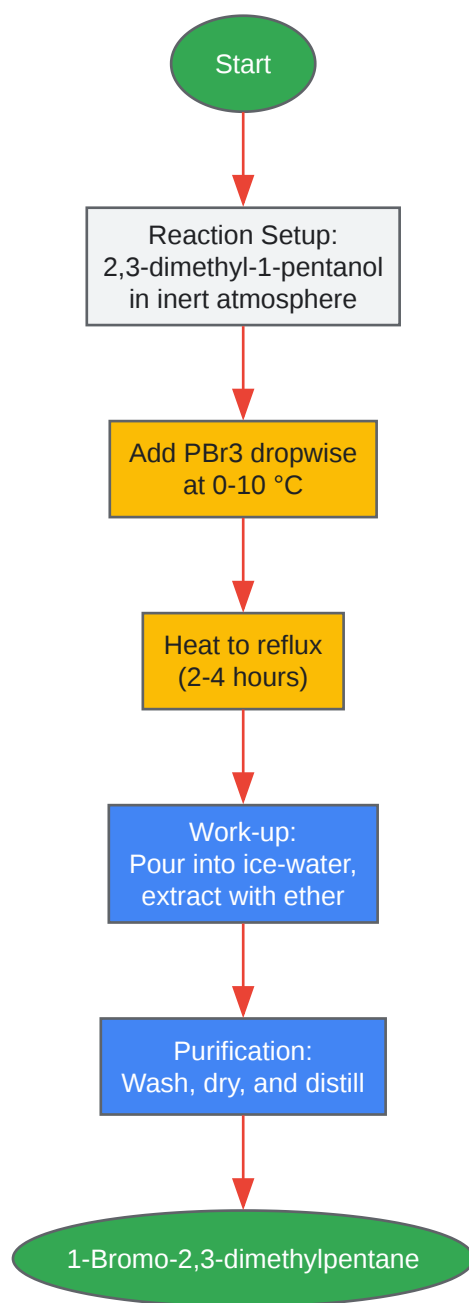 Start
Reaction Setup:
2,3-dimethyl-1-pentanol
in inert atmosphere
Add PBr3 dropwise
at 0-10 °C
Heat to reflux
(2-4 hours)
Work-up:
Pour into ice-water,
extract with ether
Purification:
Wash, dry, and distill
1-Bromo-2,3-dimethylpentane